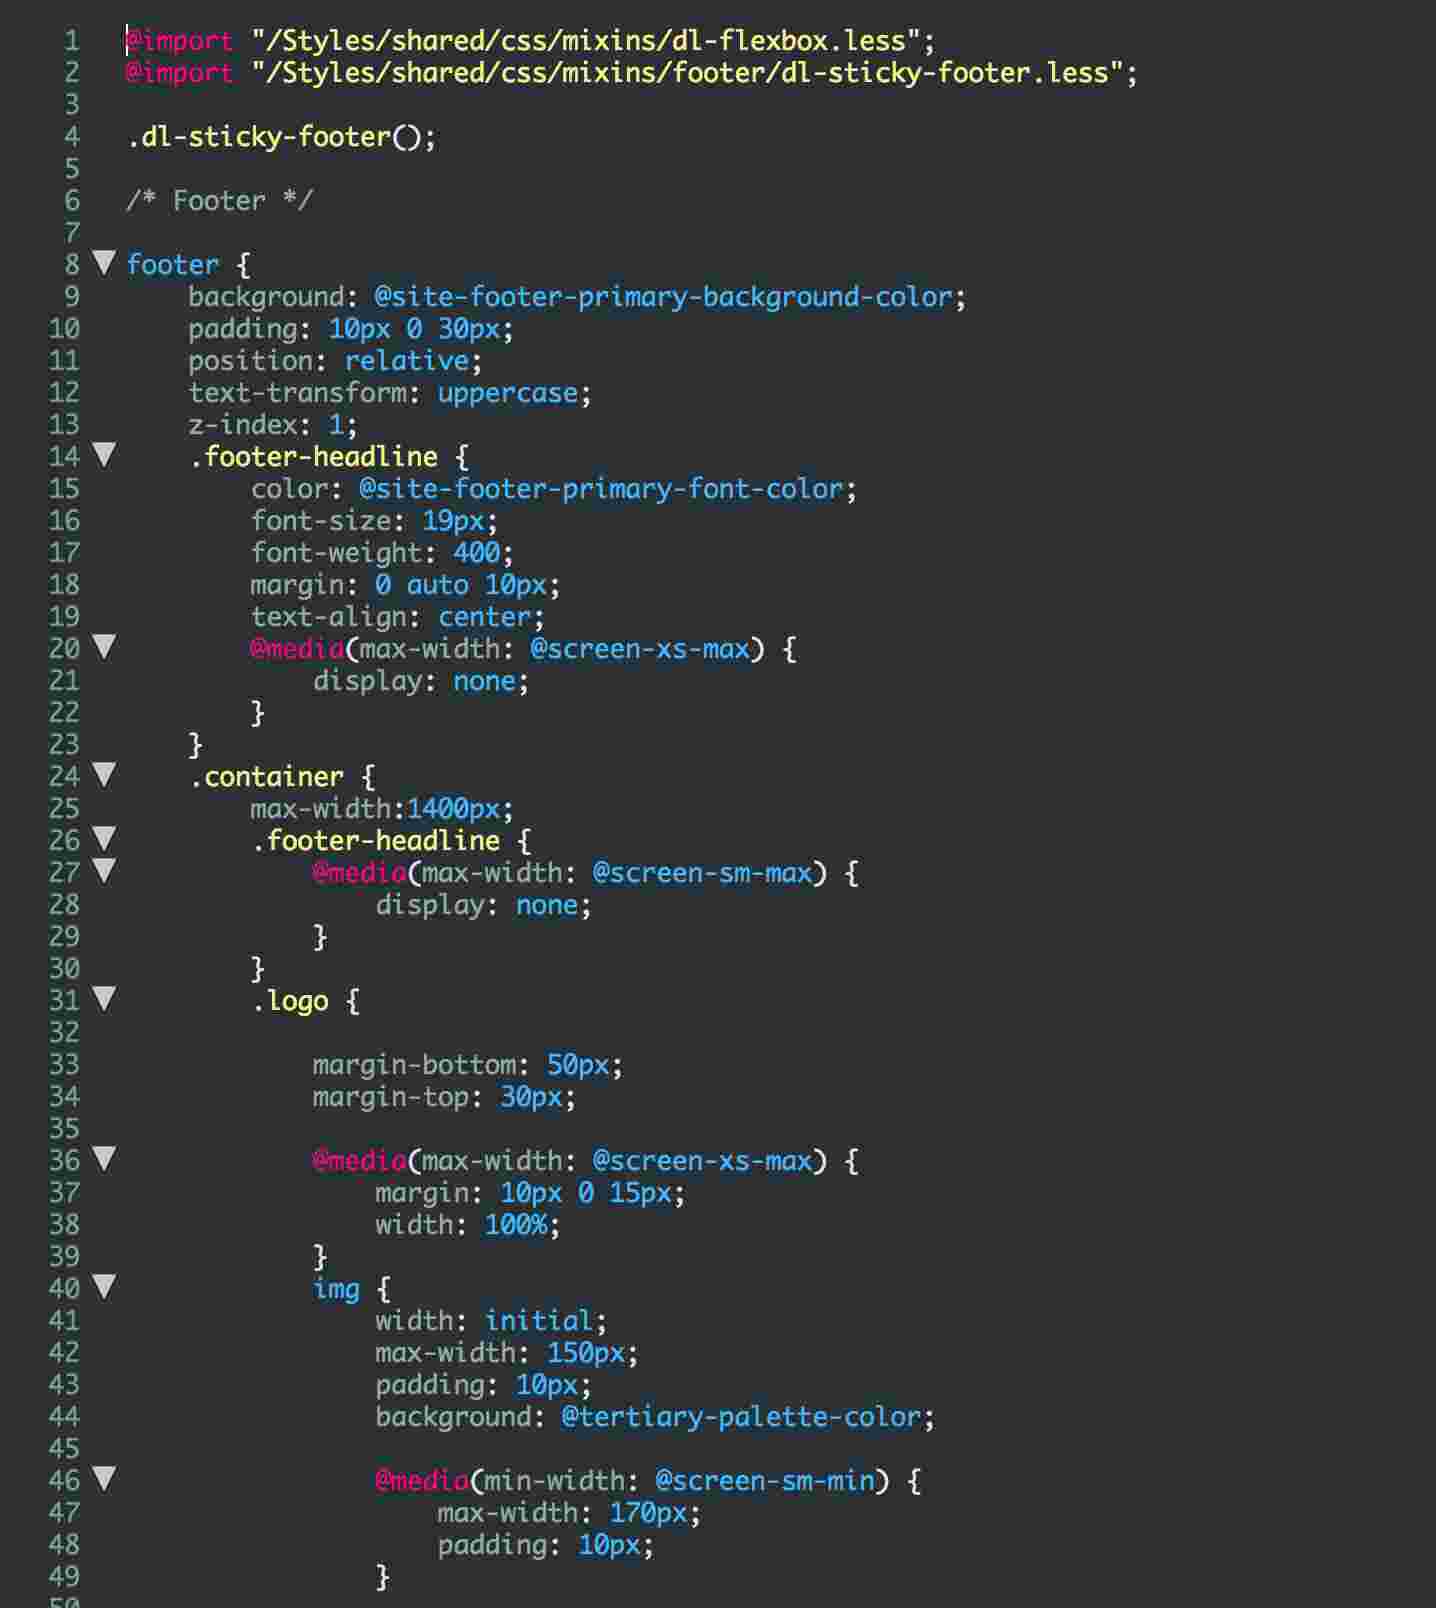 1 @import "/Styles/shared/css/mixins/dl-flexbox.less";
2 @import "/Styles/shared/css/mixins/footer/dl-sticky-footer.less";
3
4 .dl-sticky-footer();
5
6 /* Footer */
7
8 footer {
9     background: @site-footer-primary-background-color;
10     padding: 10px 0 30px;
11     position: relative;
12     text-transform: uppercase;
13     z-index: 1;
14     .footer-headline {
15         color: @site-footer-primary-font-color;
16         font-size: 19px;
17         font-weight: 400;
18         margin: 0 auto 10px;
19         text-align: center;
20         @media(max-width: @screen-xs-max) {
21             display: none;
22         }
23     }
24     .container {
25         max-width:1400px;
26         .footer-headline {
27             @media(max-width: @screen-sm-max) {
28                 display: none;
29             }
30         }
31         .logo {
32
33             margin-bottom: 50px;
34             margin-top: 30px;
35
36             @media(max-width: @screen-xs-max) {
37                 margin: 10px 0 15px;
38                 width: 100%;
39             }
40             img {
41                 width: initial;
42                 max-width: 150px;
43                 padding: 10px;
44                 background: @tertiary-palette-color;
45
46                 @media(min-width: @screen-sm-min) {
47                     max-width: 170px;
48                     padding: 10px;
49                 }
50